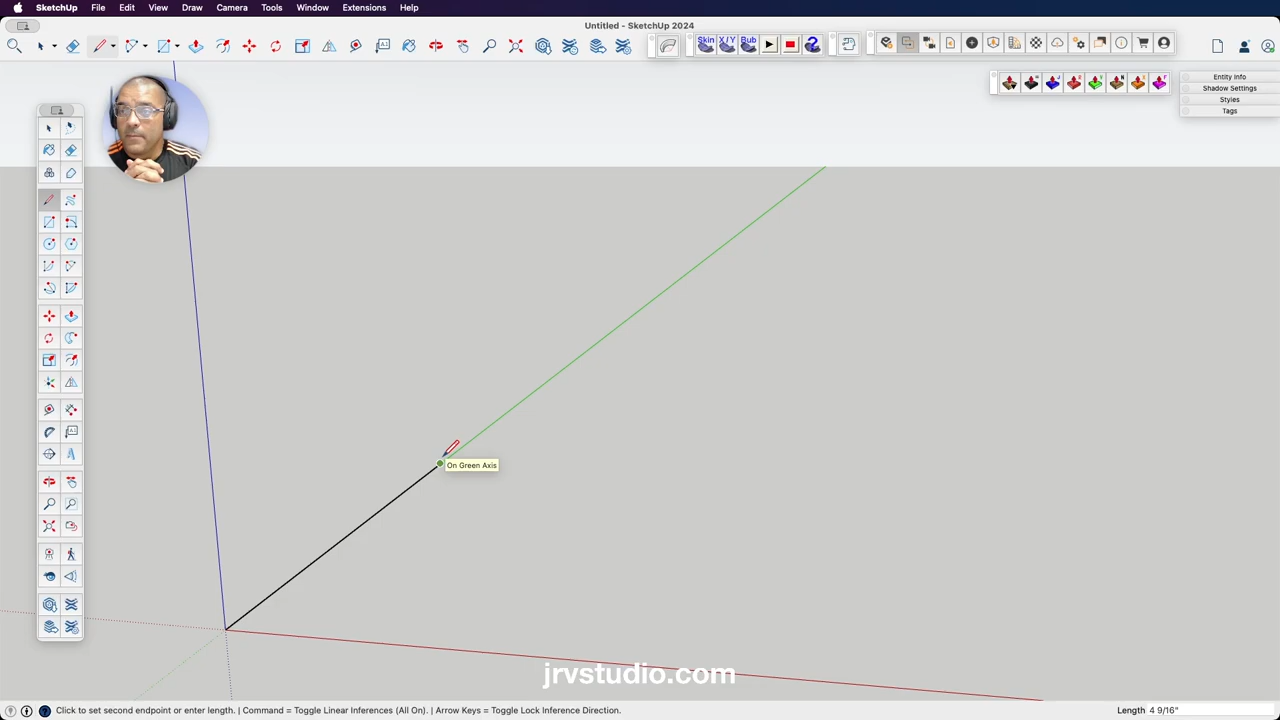 SketchUp File Edit View Draw Camera Tools Window Extensions Help
Untitled - SketchUp 2024
Skin X/Y Bub
Entity Info
Shadow Settings
Styles
Tags
On Green Axis
jrvstudio.com
Click to set second endpoint or enter length. | Command = Toggle Linear Inferences (All On). | Arrow Keys = Toggle Lock Inference Direction.
Length 4 9/16"